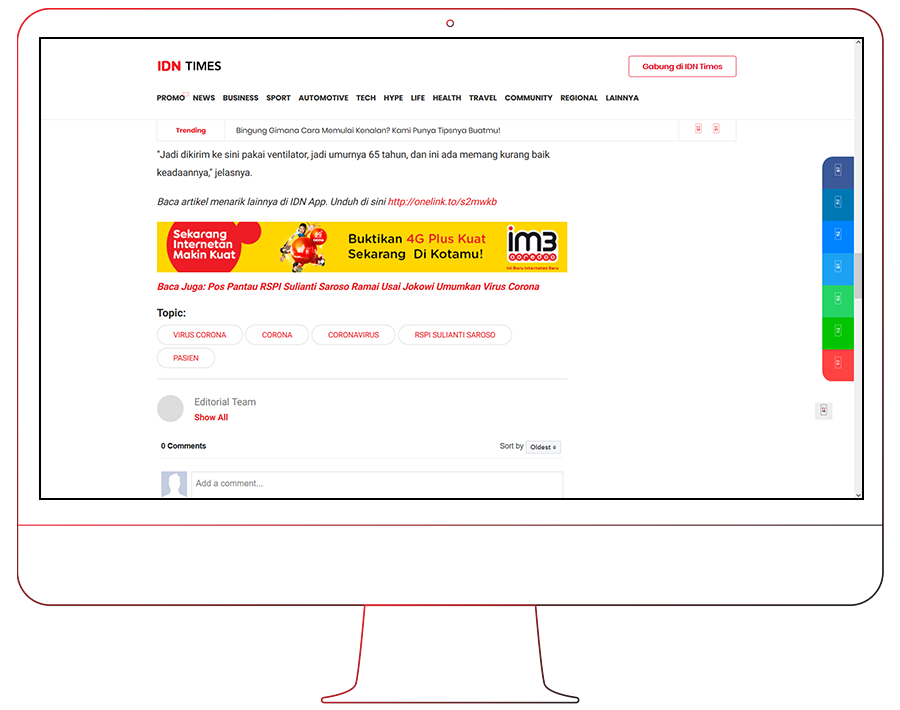 IDN TIMES
Gabung di IDN Times
PROMO NEWS BUSINESS SPORT AUTOMOTIVE TECH HYPE LIFE HEALTH TRAVEL COMMUNITY REGIONAL LAINNYA
Trending Bingung Gimana Cara Memulai Kenalan? Kami Punya Tipsnya Buatmu!
"Jadi dikirim ke sini pakai ventilator, jadi umurnya 65 tahun, dan ini ada memang kurang baik
keadaannya," jelasnya.
Baca artikel menarik lainnya di IDN App. Unduh di sini http://onelink.to/s2mwkb
Sekarang
Internetan
Makin Kuat
Buktikan 4G Plus Kuat
Sekarang Di Kotamu!
im3
ooredoo
Ini Baru Internetan Saru
Baca Juga: Pos Pantau RSPI Sulianti Saroso Ramai Usai Jokowi Umumkan Virus Corona
Topic:
VIRUS CORONA CORONA CORONAVIRUS RSPI SULIANTI SAROSO
PASIEN
Editorial Team
Show All
0 Comments Sort by Oldest
Add a comment...